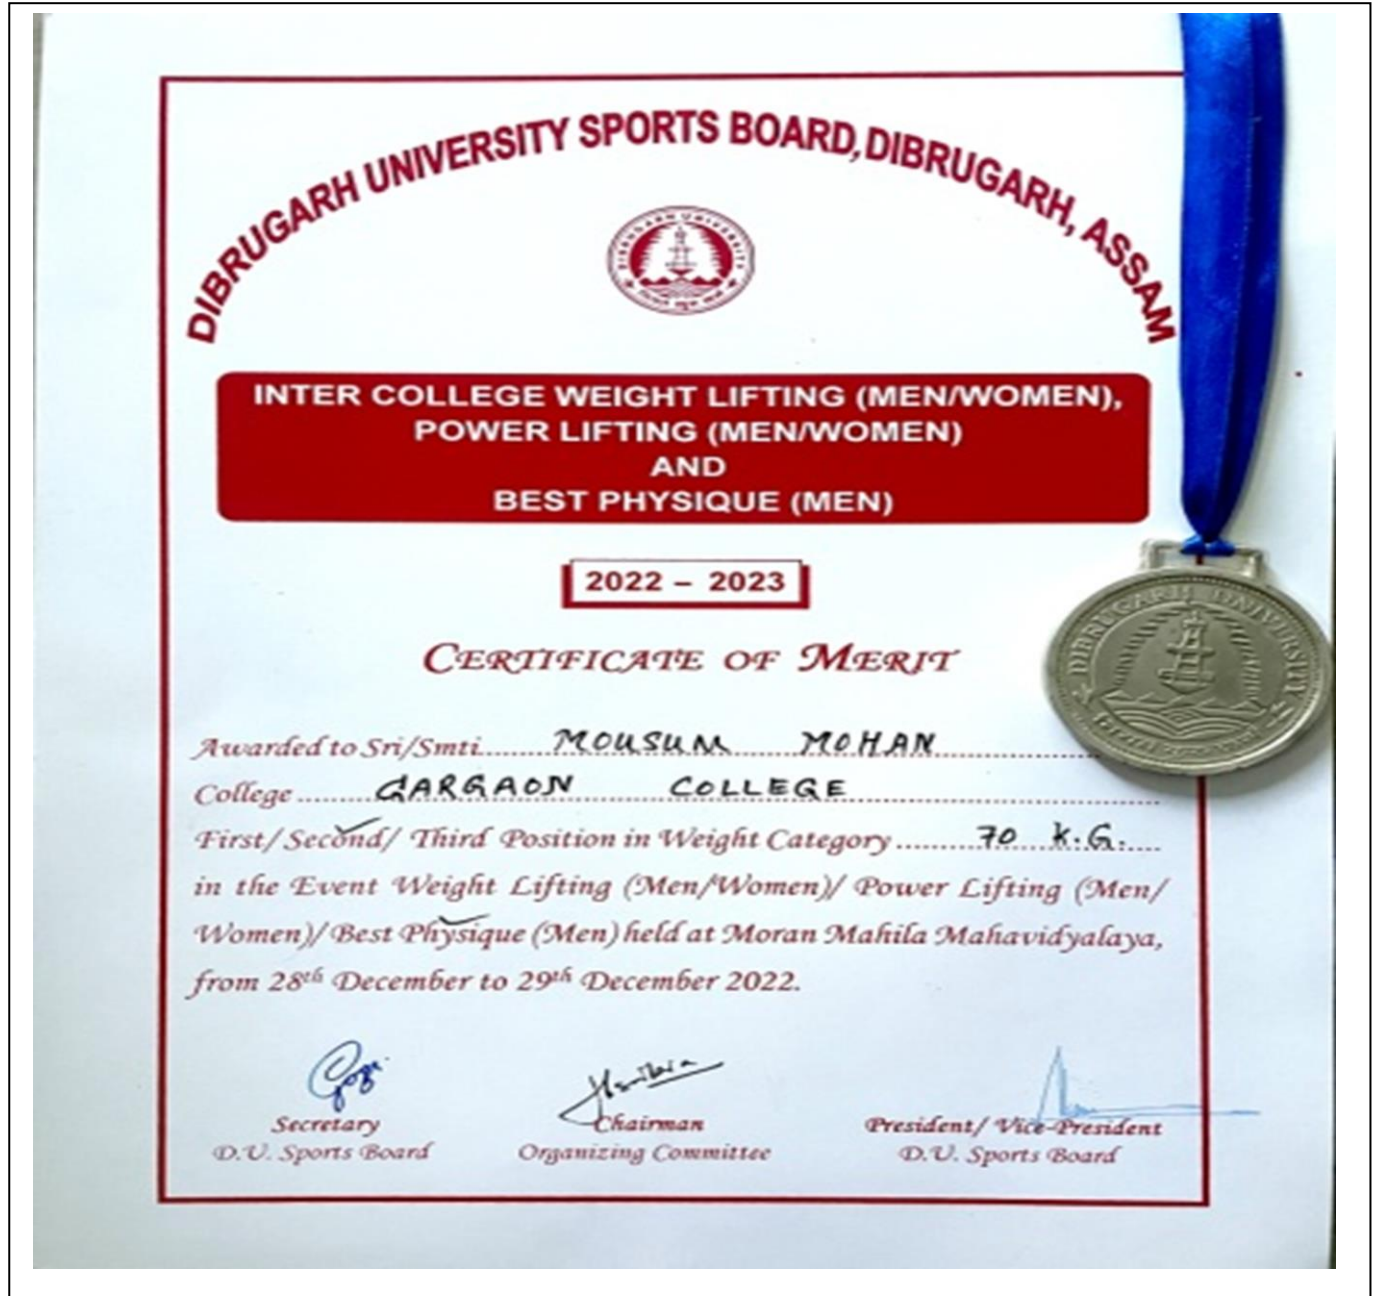 DIBRUGARH UNIVERSITY SPORTS BOARD, DIBRUGARH, ASSAM
DIBRUGARH UNIVERSITY
INTER COLLEGE WEIGHT LIFTING (MEN/WOMEN),
POWER LIFTING (MEN/WOMEN)
AND
BEST PHYSIQUE (MEN)
2022 – 2023
CERTIFICATE OF MERIT
DIBRUGARH UNIVERSITY
Awarded to Sri/Smti MOUSUM MOHAN
College GARGAON COLLEGE
First/ Second/ Third Position in Weight Category 70 K.G.
in the Event Weight Lifting (Men/Women)/ Power Lifting (Men/
Women)/ Best Physique (Men) held at Moran Mahila Mahavidyalaya,
from 28th December to 29th December 2022.
Secretary
D.U. Sports Board
Chairman
Organizing Committee
President/ Vice-President
D.U. Sports Board